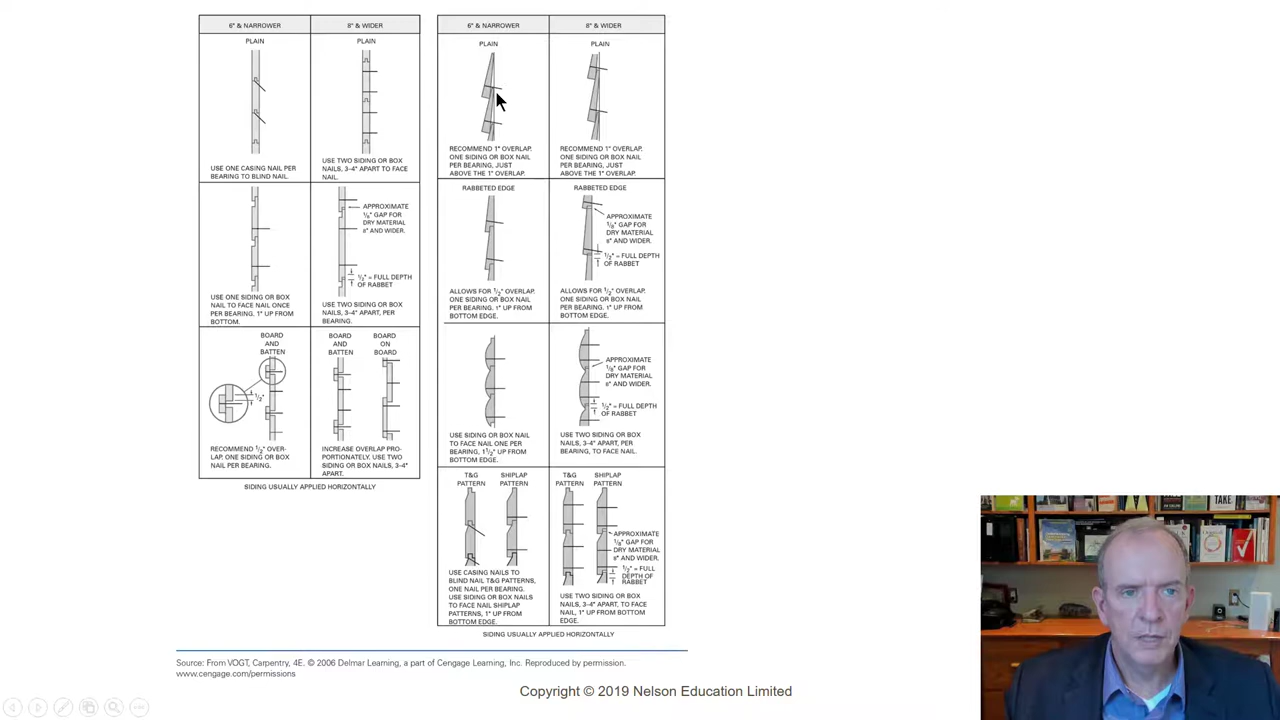 6" & NARROWER
8" & WIDER
PLAIN
PLAIN
USE ONE CASING NAIL PER
BEARING TO BLIND NAIL.
USE TWO SIDING OR BOX
NAILS, 3–4" APART TO FACE
NAIL.
APPROXIMATE
1/8" GAP FOR
DRY MATERIAL
8" AND WIDER.
1/2" = FULL DEPTH
OF RABBET
USE ONE SIDING OR BOX
NAIL TO FACE NAIL ONCE
PER BEARING. 1" UP FROM
BOTTOM.
USE TWO SIDING OR BOX
NAILS, 3–4" APART, PER
BEARING.
BOARD
AND
BATTEN
BOARD
AND
BATTEN
BOARD
ON
BOARD
1/2"
RECOMMEND 1/2" OVER-
LAP. ONE SIDING OR BOX
NAIL PER BEARING.
INCREASE OVERLAP PRO-
PORTIONATELY. USE TWO
SIDING OR BOX NAILS, 3–4"
APART.
SIDING USUALLY APPLIED HORIZONTALLY
6" & NARROWER
8" & WIDER
PLAIN
PLAIN
RECOMMEND 1" OVERLAP.
ONE SIDING OR BOX NAIL
PER BEARING, JUST
ABOVE THE 1" OVERLAP.
RECOMMEND 1" OVERLAP.
ONE SIDING OR BOX NAIL
PER BEARING, JUST
ABOVE THE 1" OVERLAP.
RABBETED EDGE
RABBETED EDGE
APPROXIMATE
1/8" GAP FOR
DRY MATERIAL
8" AND WIDER.
1/2" = FULL DEPTH
OF RABBET
ALLOWS FOR 1/2" OVERLAP.
ONE SIDING OR BOX NAIL
PER BEARING. 1" UP FROM
BOTTOM EDGE.
ALLOWS FOR 1/2" OVERLAP.
ONE SIDING OR BOX NAIL
PER BEARING. 1" UP FROM
BOTTOM EDGE.
APPROXIMATE
1/8" GAP FOR
DRY MATERIAL
8" AND WIDER.
1/2" = FULL DEPTH
OF RABBET
USE SIDING OR BOX NAIL
TO FACE NAIL ONE PER
BEARING, 1 1/2" UP FROM
BOTTOM EDGE.
USE TWO SIDING OR BOX
NAILS, 3–4" APART, PER
BEARING, TO FACE NAIL.
T&G
PATTERN
SHIPLAP
PATTERN
T&G
PATTERN
SHIPLAP
PATTERN
APPROXIMATE
1/8" GAP FOR
DRY MATERIAL
8" AND WIDER.
1/2" = FULL
DEPTH OF
RABBET
USE CASING NAILS TO
BLIND NAIL T&G PATTERNS,
ONE NAIL PER BEARING.
USE SIDING OR BOX NAILS
TO FACE NAIL SHIPLAP
PATTERNS, 1" UP FROM
BOTTOM EDGE.
USE TWO SIDING OR BOX
NAILS, 3–4" APART, TO FACE
NAIL, 1" UP FROM BOTTOM
EDGE.
SIDING USUALLY APPLIED HORIZONTALLY
Source: From VOGT, Carpentry, 4E. © 2006 Delmar Learning, a part of Cengage Learning, Inc. Reproduced by permission.
www.cengage.com/permissions
Copyright © 2019 Nelson Education Limited
TAKE